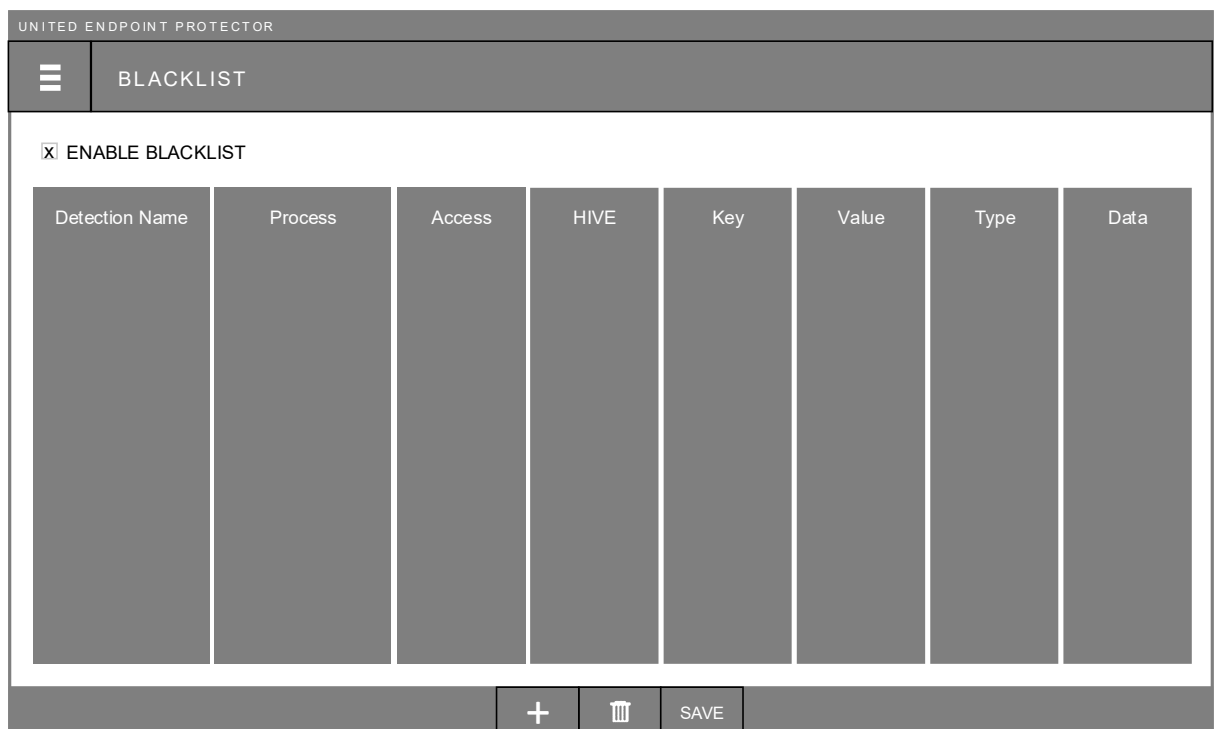 UNITED ENDPOINT PROTECTOR
BLACKLIST
X ENABLE BLACKLIST
Detection Name Process Access HIVE Key Value Type Data
SAVE